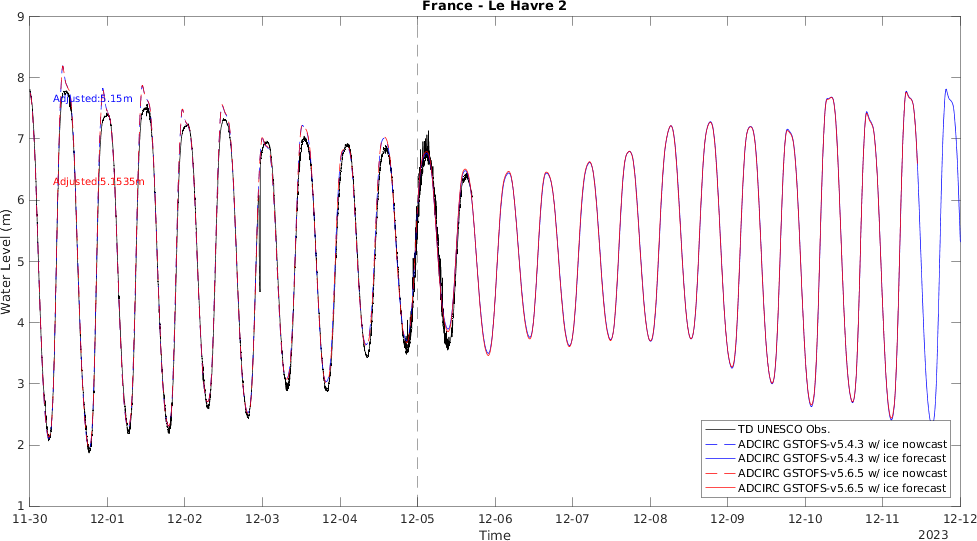 France - Le Havre 2
9
8
7
6
5
4
3
2
1
Water Level (m)
Adjusted:5.15m
Adjusted:5.1535m
TD UNESCO Obs.
ADCIRC GSTOFS-v5.4.3 w/ ice nowcast
ADCIRC GSTOFS-v5.4.3 w/ ice forecast
ADCIRC GSTOFS-v5.6.5 w/ ice nowcast
ADCIRC GSTOFS-v5.6.5 w/ ice forecast
11-30 12-01 12-02 12-03 12-04 12-05 12-06 12-07 12-08 12-09 12-10 12-11 12-12
Time
2023